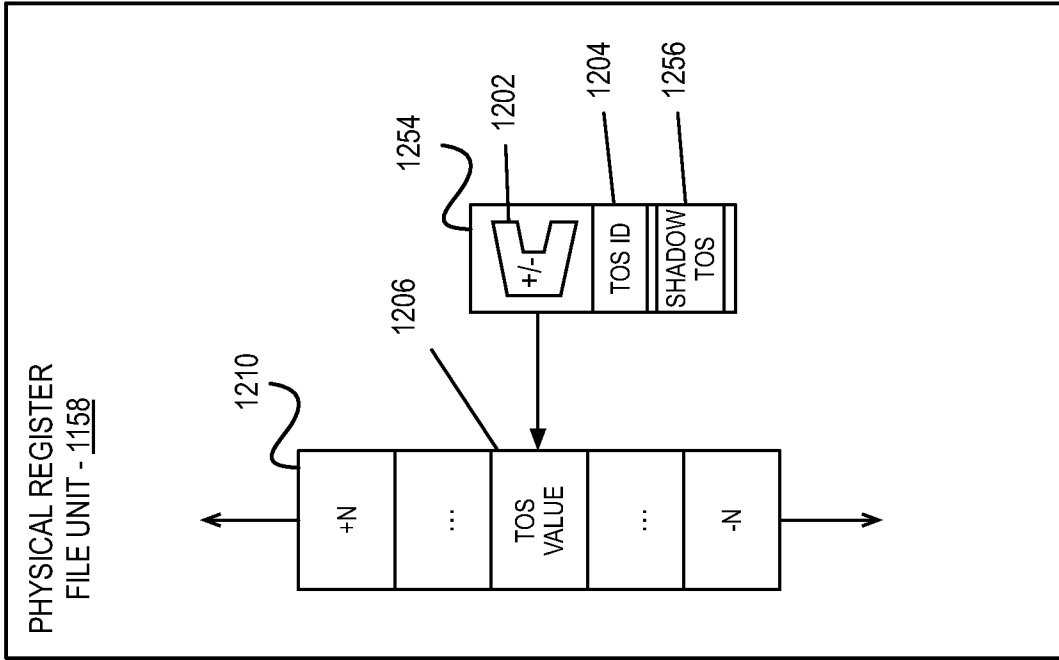 PHYSICAL REGISTER
FILE UNIT - 1158
1210
1206
1254
1202
1204
1256
+N
...
TOS
VALUE
...
-N
+/-
TOS ID
SHADOW
TOS